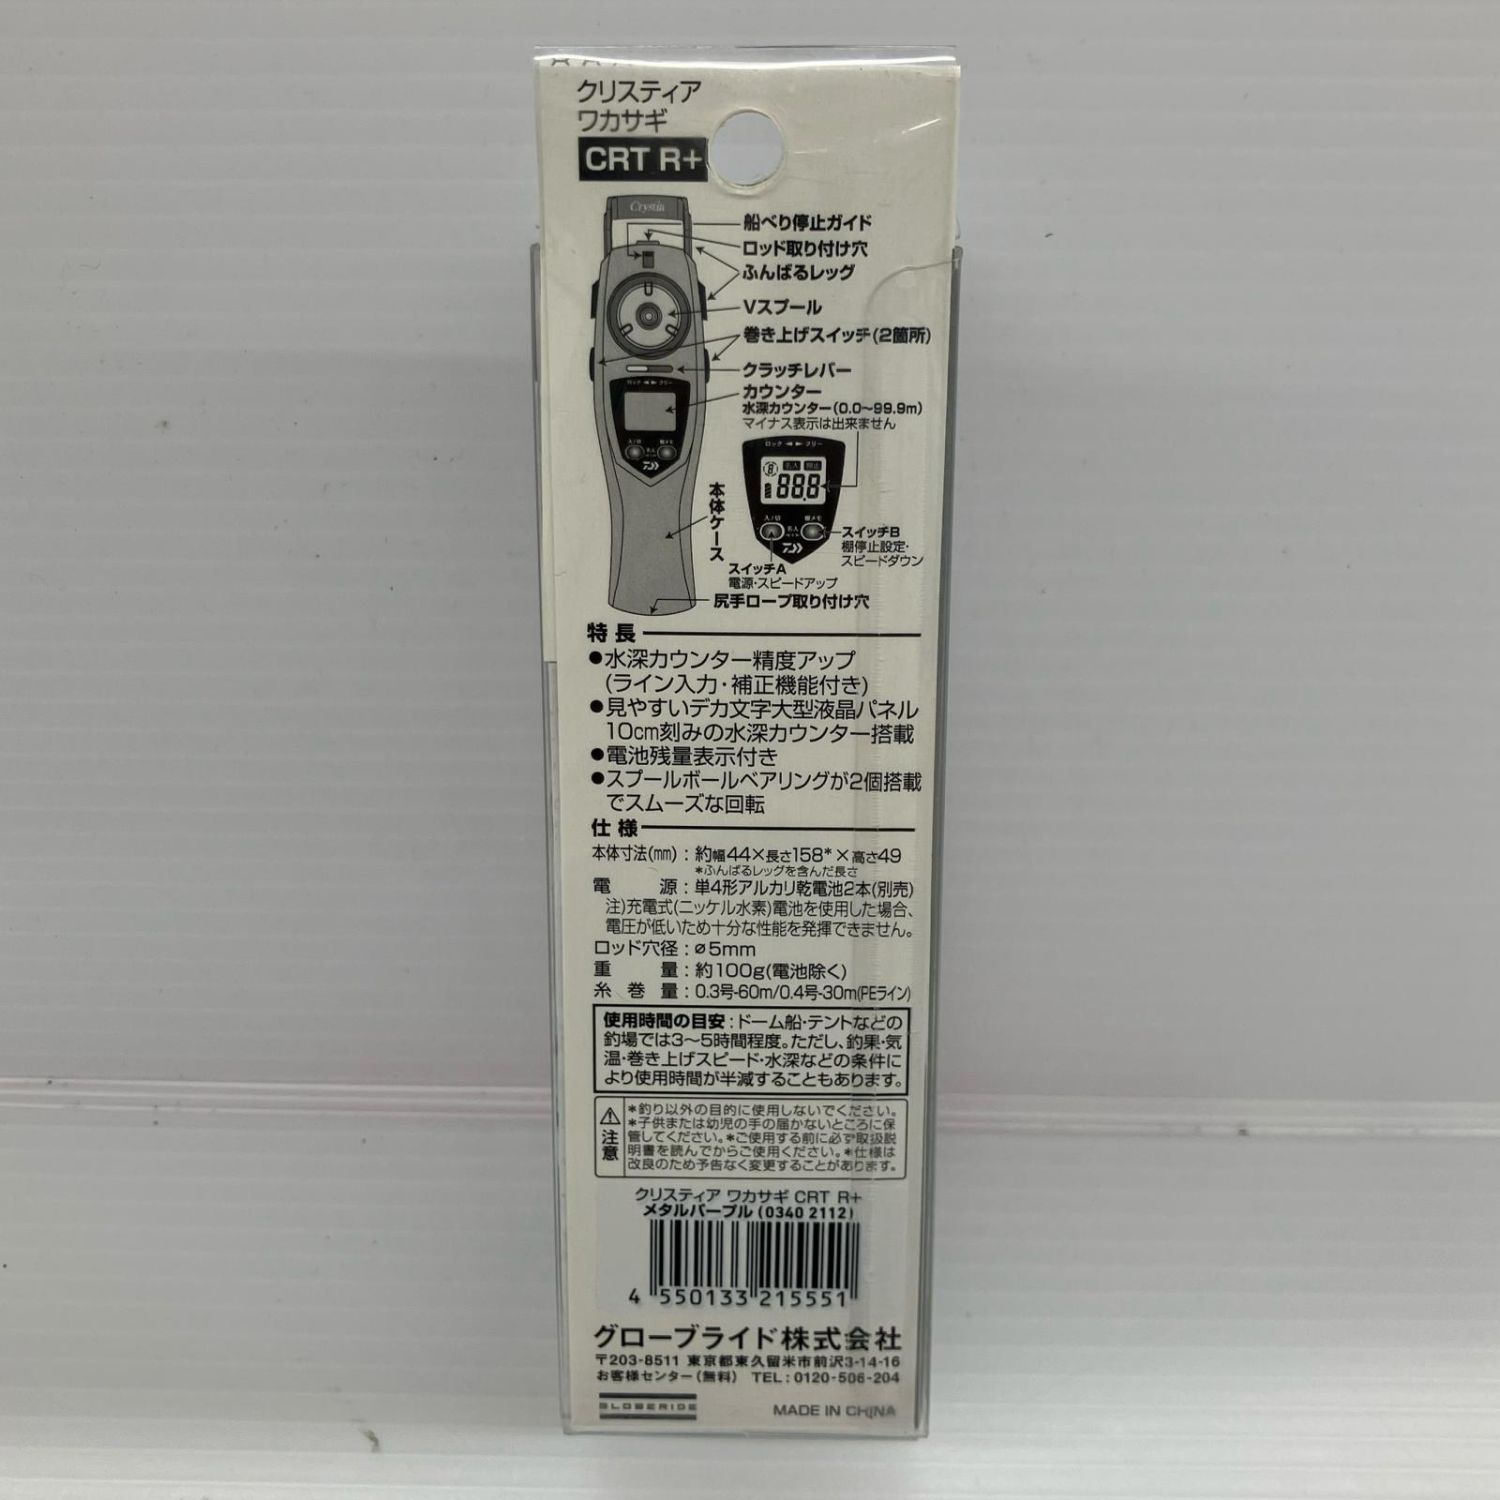 クリスティア
ワカサギ
CRT R+
Crystia
船べり停止ガイド
ロッド取り付け穴
ふんばるレッグ
Vスプール
巻き上げスイッチ(2箇所)
クラッチレバー
カウンター
水深カウンター(0.0〜99.9m)
マイナス表示は出来ません
ロック ◄ ► フリー
ロック ◄ ► フリー
88.8
入/切
棚メモ
入/切
名人
棚メモ
本体ケース
スイッチB
棚停止設定・
スピードダウン
スイッチA
電源・スピードアップ
尻手ロープ取り付け穴
特長
●水深カウンター精度アップ
(ライン入力・補正機能付き)
●見やすいデカ文字大型液晶パネル
10cm刻みの水深カウンター搭載
●電池残量表示付き
●スプールボールベアリングが2個搭載
でスムーズな回転
仕様
本体寸法(mm)：約幅44×長さ158*×高さ49
*ふんばるレッグを含んだ長さ
電源：単4形アルカリ乾電池2本(別売)
注)充電式(ニッケル水素)電池を使用した場合、
電圧が低いため十分な性能を発揮できません。
ロッド穴径：ø5mm
重量：約100g(電池除く)
糸巻量：0.3号-60m/0.4号-30m(PEライン)
使用時間の目安：ドーム船・テントなどの
釣場では3〜5時間程度。ただし、釣果・気
温・巻き上げスピード・水深などの条件に
より使用時間が半減することもあります。
注意
*釣り以外の目的に使用しないでください。
*子供または幼児の手の届かないところに保
管してください。*ご使用する前に必ず取扱説
明書を読んでからご使用ください。*仕様は
改良のため予告なく変更することがあります。
クリスティア ワカサギ CRT R+
メタルパープル(0340 2112)
4 550133 215551
グローブライド株式会社
〒203-8511 東京都東久留米市前沢3-14-16
お客様センター(無料) TEL:0120-506-204
GLOBERIDE
MADE IN CHINA